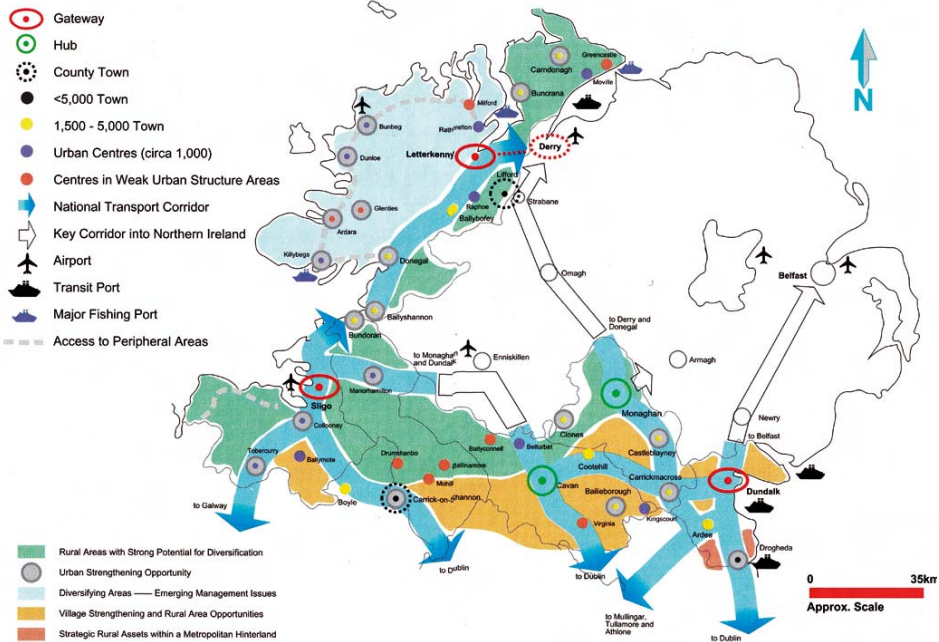 Gateway
Hub
County Town
<5,000 Town
1,500 - 5,000 Town
Urban Centres (circa 1,000)
Centres in Weak Urban Structure Areas
National Transport Corridor
Key Corridor into Northern Ireland
Airport
Transit Port
Major Fishing Port
Access to Peripheral Areas
N
Greencastle
Carndonagh
Moville
Buncrana
Milford
Bunbeg
Rathmelton
Letterkenny
Derry
Dunloe
Lifford
Strabane
Raphoe
Ballybofey
Glenties
Ardara
Killybegs
Donegal
Omagh
Belfast
Ballyshannon
Bundoran
to Derry and
Donegal
to Monaghan
and Dundalk
Enniskillen
Armagh
Manorhamilton
Sligo
Monaghan
Newry
Collooney
Clones
to Belfast
Ballyconnell
Belturbet
Castleblayney
Tobercurry
Ballymote
Drumshanbo
Ballinamore
Cootehill
Carrickmacross
Mohill
Cavan
Dundalk
Boyle
Carrick-on-Shannon
Bailieborough
to Galway
Virginia
Kingscourt
Ardee
Drogheda
to Dublin
to Dublin
to Mullingar,
Tullamore and
Athlone
to Dublin
0 35km
Approx. Scale
Rural Areas with Strong Potential for Diversification
Urban Strengthening Opportunity
Diversifying Areas — Emerging Management Issues
Village Strengthening and Rural Area Opportunities
Strategic Rural Assets within a Metropolitan Hinterland